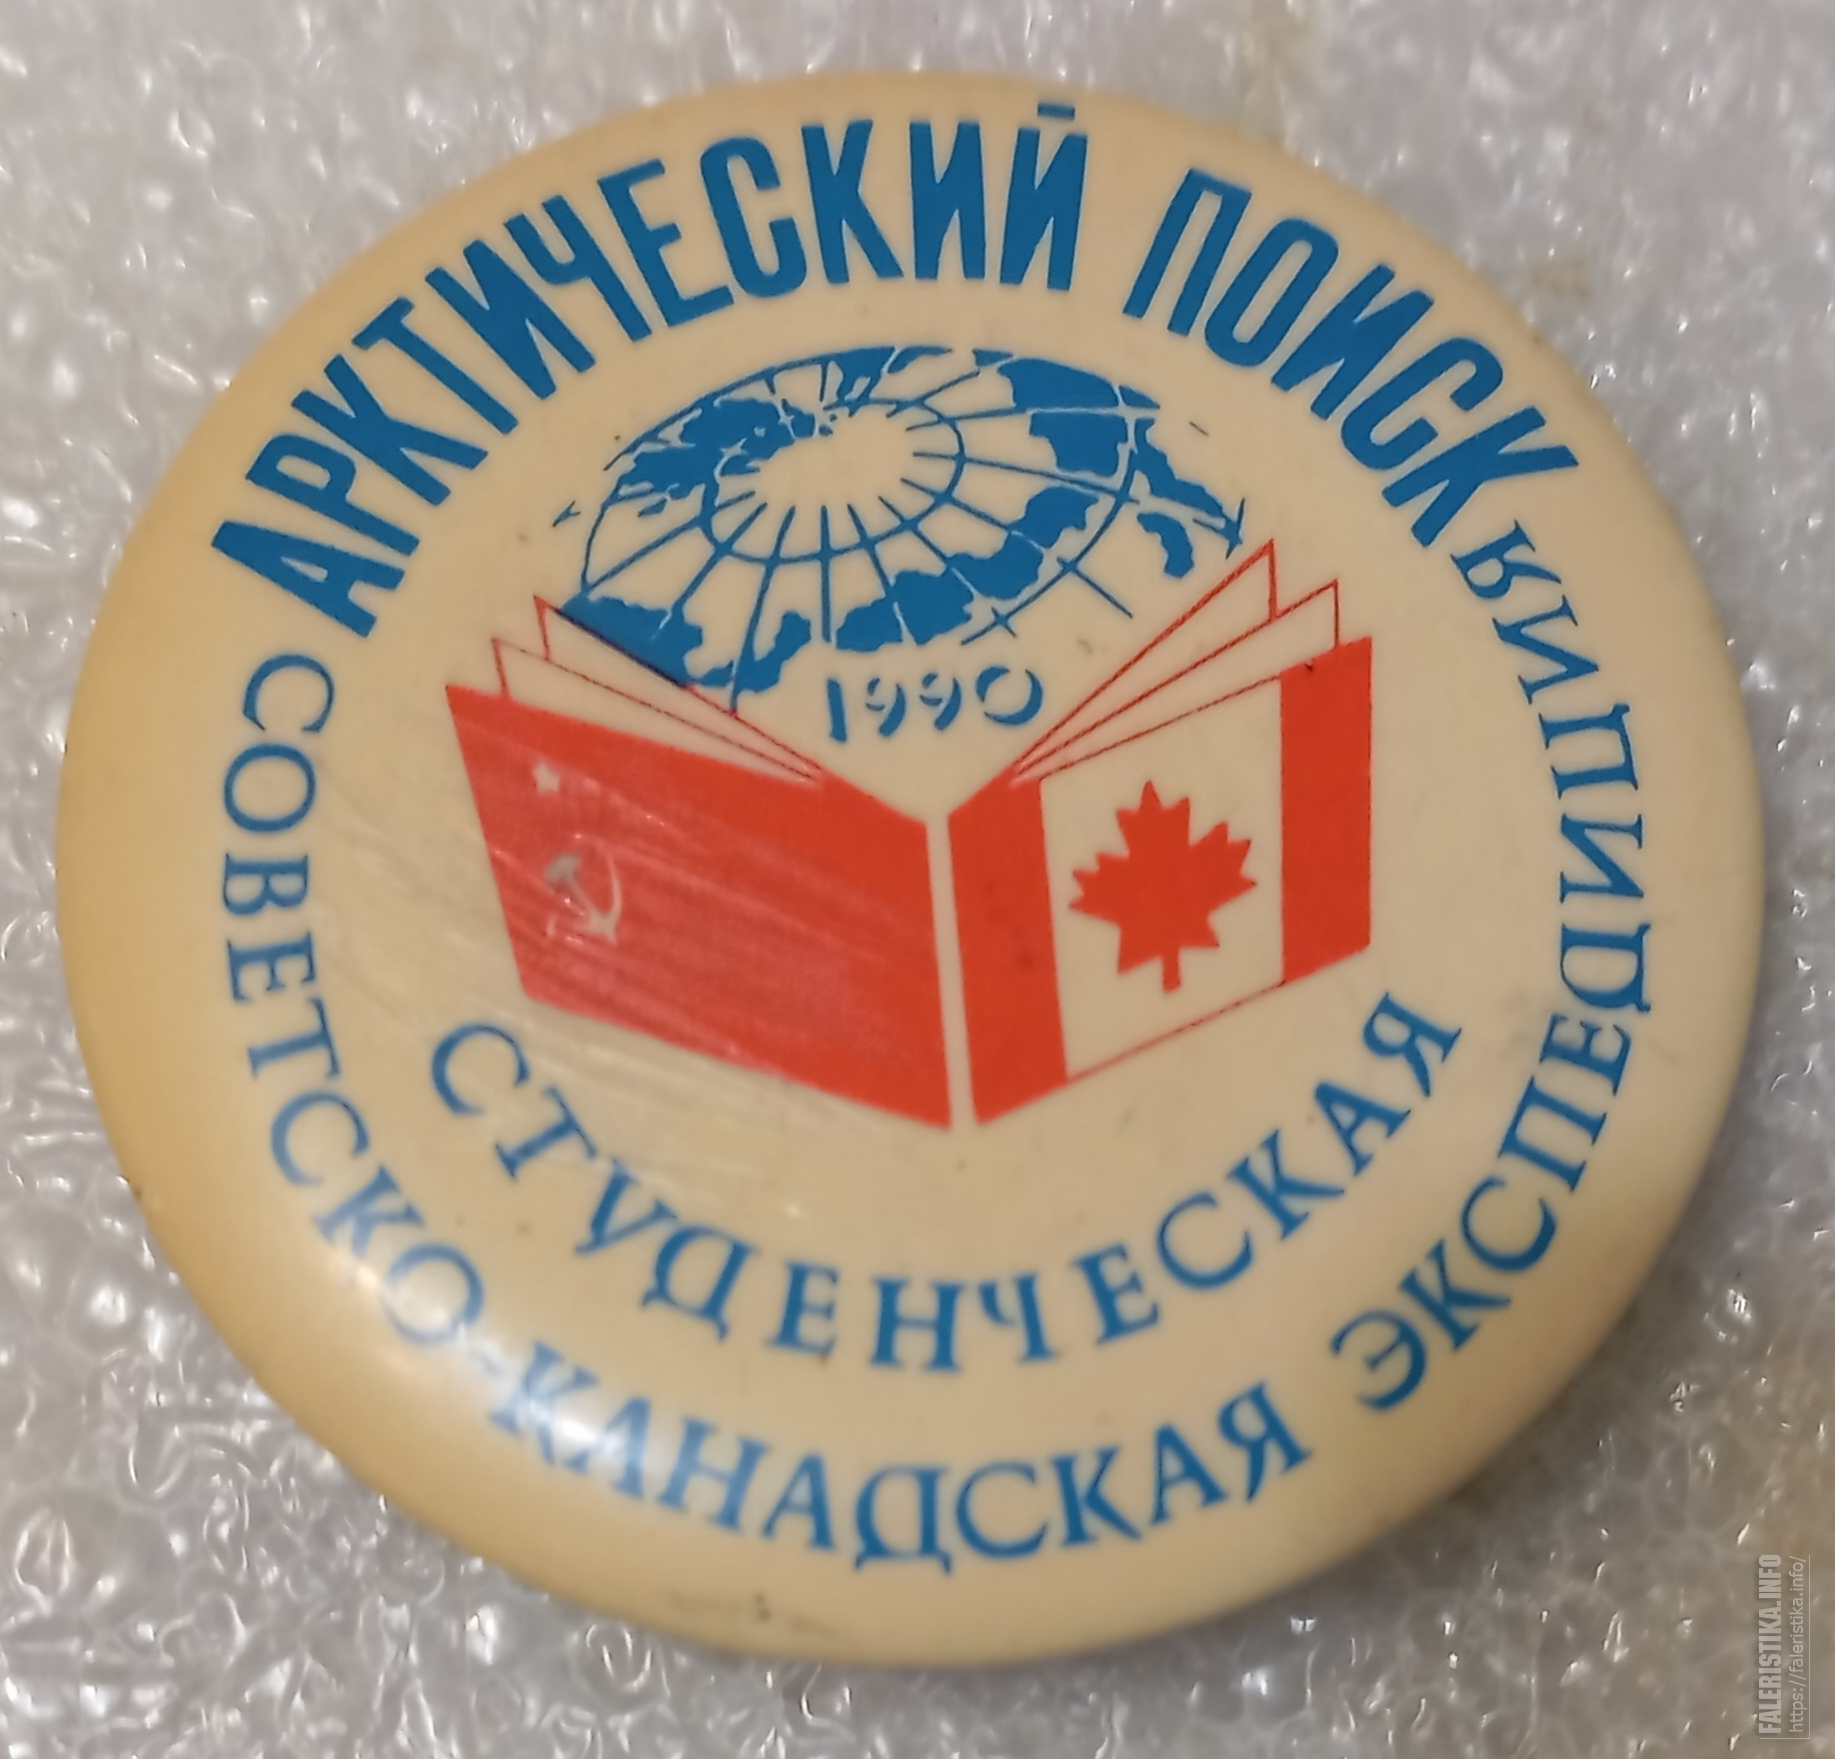 АРКТИЧЕСКИЙ ПОИСК
1990
СТУДЕНЧЕСКАЯ
СОВЕТСКО-КАНАДСКАЯ ЭКСПЕДИЦИЯ
FALERISTIKA.INFO
https://faleristika.info/